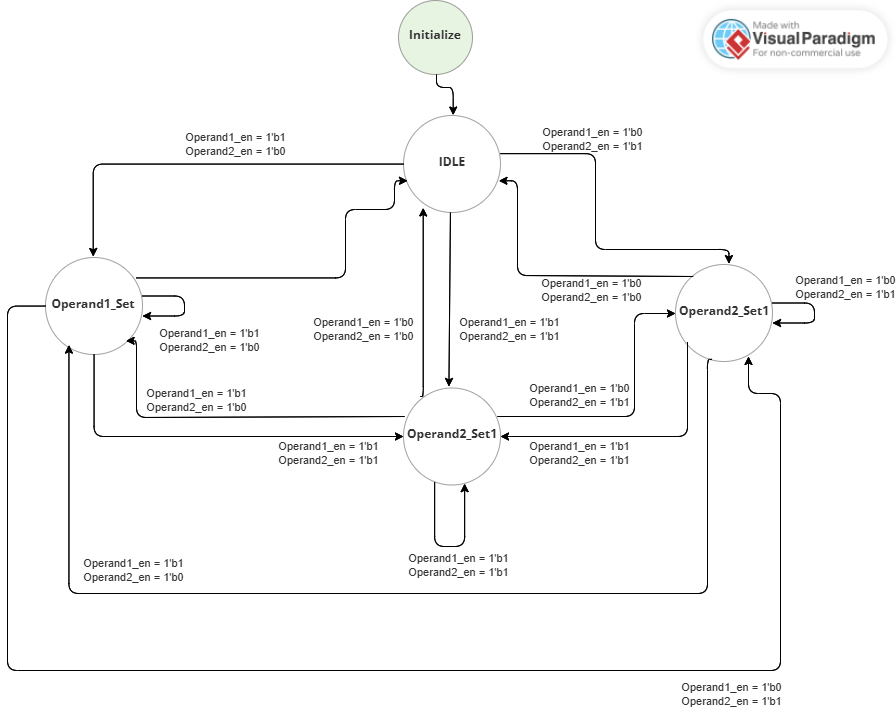 Initialize
Made with
VisualParadigm
For non-commercial use
Operand1_en = 1'b1
Operand2_en = 1'b0
Operand1_en = 1'b0
Operand2_en = 1'b1
IDLE
Operand1_en = 1'b0
Operand2_en = 1'b0
Operand1_en = 1'b0
Operand2_en = 1'b1
Operand1_Set
Operand2_Set1
Operand1_en = 1'b1
Operand2_en = 1'b0
Operand1_en = 1'b0
Operand2_en = 1'b0
Operand1_en = 1'b1
Operand2_en = 1'b1
Operand1_en = 1'b1
Operand2_en = 1'b0
Operand1_en = 1'b0
Operand2_en = 1'b1
Operand2_Set1
Operand1_en = 1'b1
Operand2_en = 1'b1
Operand1_en = 1'b1
Operand2_en = 1'b1
Operand1_en = 1'b1
Operand2_en = 1'b1
Operand1_en = 1'b1
Operand2_en = 1'b0
Operand1_en = 1'b0
Operand2_en = 1'b1